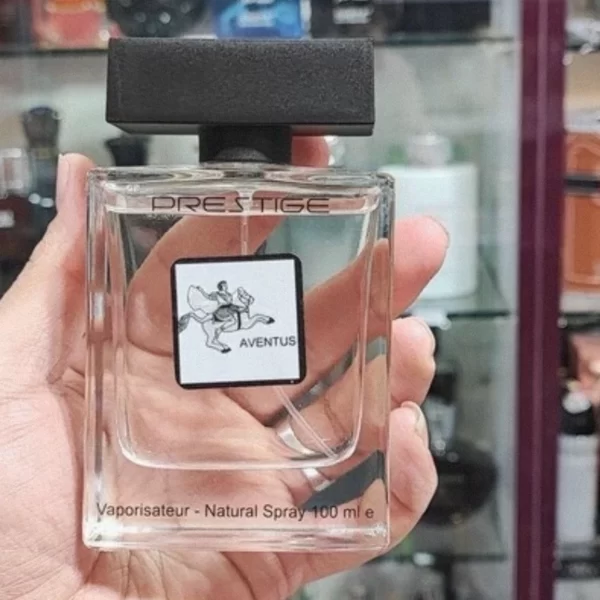 PRESTIGE
AVENTUS
Vaporisateur - Natural Spray 100 ml e